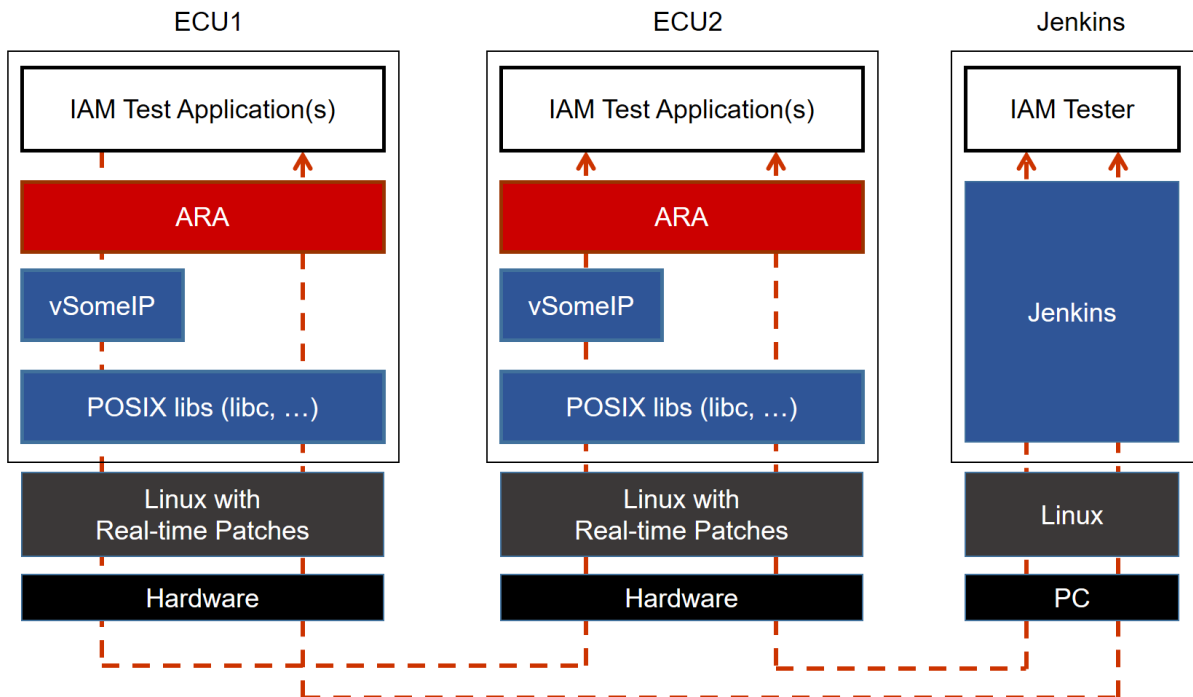 ECU1
ECU2
Jenkins
IAM Test Application(s)
IAM Test Application(s)
IAM Tester
ARA
ARA
vSomeIP
vSomeIP
Jenkins
POSIX libs (libc, …)
POSIX libs (libc, …)
Linux with
Real-time Patches
Linux with
Real-time Patches
Linux
Hardware
Hardware
PC